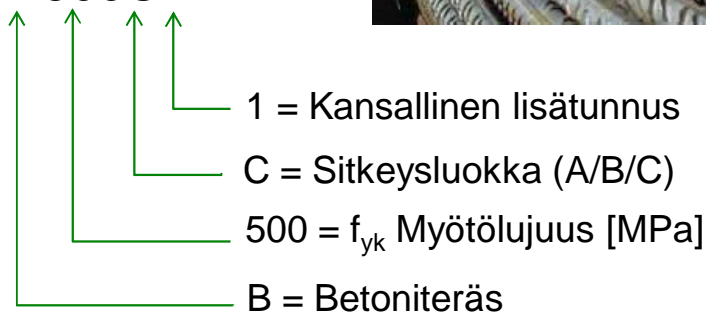 1 = Kansallinen lisätunnus
C = Sitkeysluokka (A/B/C)
500 = fyk Myötölujuus [MPa]
B = Betoniteräs